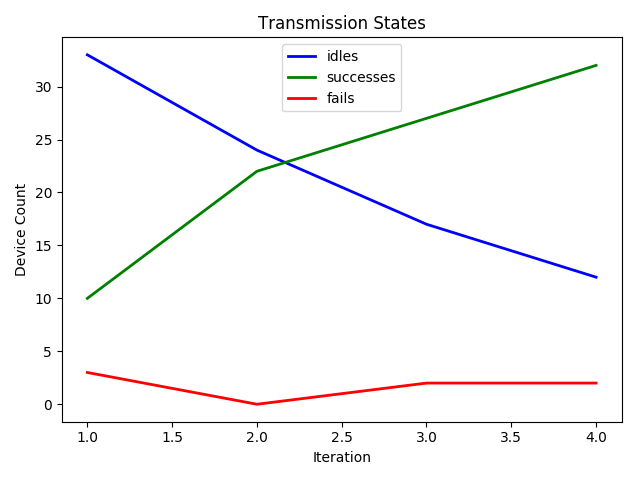 Transmission States
idles
successes
fails
Device Count
30
25
20
15
10
5
0
1.0 1.5 2.0 2.5 3.0 3.5 4.0
Iteration